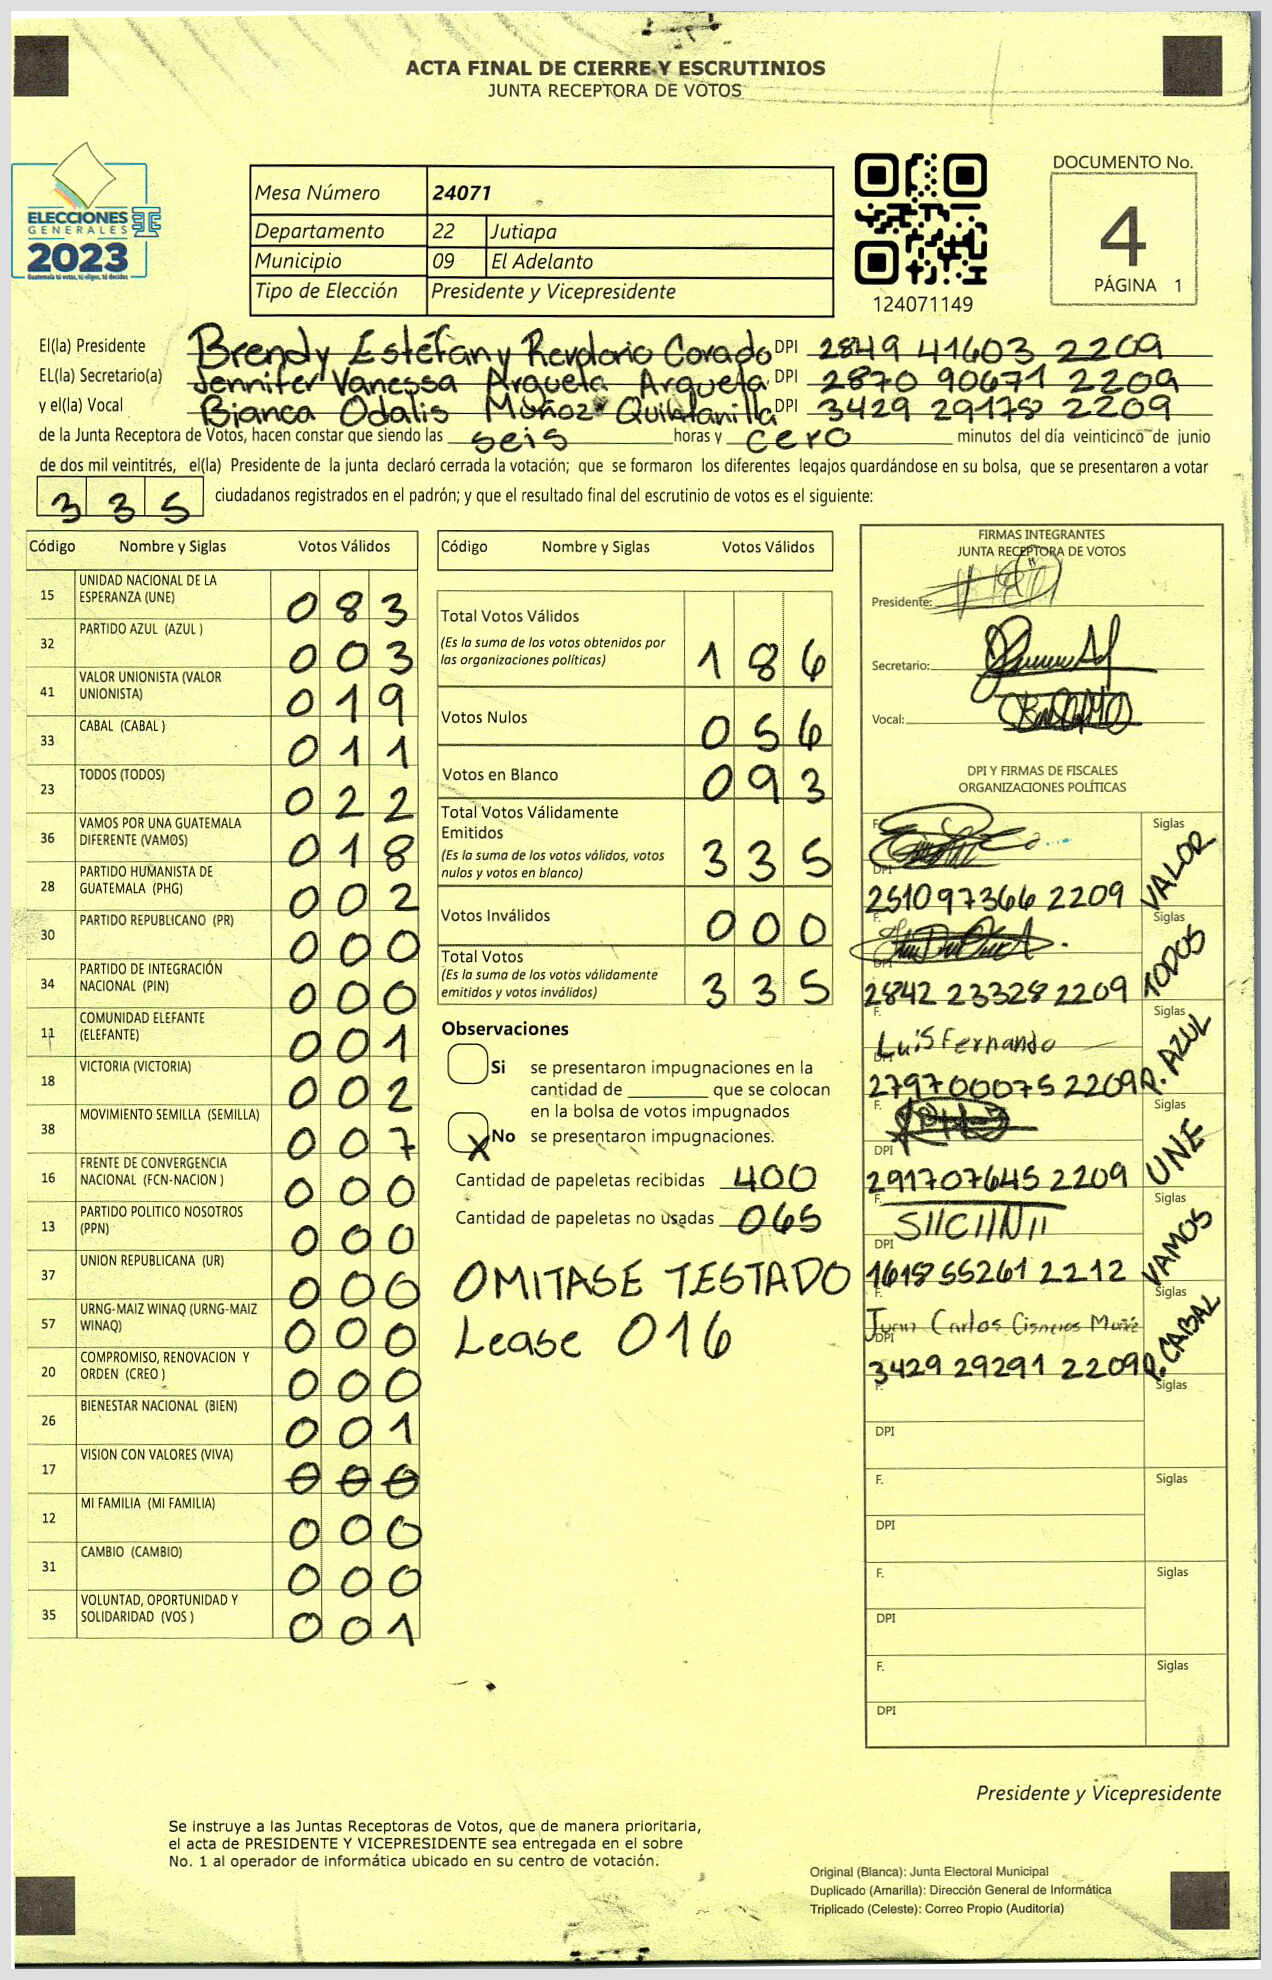 ACTA FINAL DE CIERRE Y ESCRUTINIOS
JUNTA RECEPTORA DE VOTOS
ELECCIONES
GENERALES
2023
Guatemala tú votas, tú eliges, tú decides
Mesa Número 24071
Departamento 22 Jutiapa
Municipio 09 El Adelanto
Tipo de Elección Presidente y Vicepresidente
124071149
DOCUMENTO No.
4
PÁGINA 1
El(la) Presidente Brendy Estéfany Revolorio Corado DPI 2849 41603 2209
EL(la) Secretario(a) Jennifer Vanessa Argueta Argueta DPI 2870 90671 2209
y el(la) Vocal Bianca Odalis Muñoz Quintanilla DPI 3429 29178 2209
de la Junta Receptora de Votos, hacen constar que siendo las seis horas y cero minutos del día veinticinco de junio
de dos mil veintitrés, el(la) Presidente de la junta declaró cerrada la votación; que se formaron los diferentes legajos guardándose en su bolsa, que se presentaron a votar
335 ciudadanos registrados en el padrón; y que el resultado final del escrutinio de votos es el siguiente:
Código Nombre y Siglas Votos Válidos
15 UNIDAD NACIONAL DE LA ESPERANZA (UNE) 083
32 PARTIDO AZUL (AZUL ) 003
41 VALOR UNIONISTA (VALOR UNIONISTA) 019
33 CABAL (CABAL ) 011
23 TODOS (TODOS) 022
36 VAMOS POR UNA GUATEMALA DIFERENTE (VAMOS) 018
28 PARTIDO HUMANISTA DE GUATEMALA (PHG) 002
30 PARTIDO REPUBLICANO (PR) 000
34 PARTIDO DE INTEGRACIÓN NACIONAL (PIN) 000
11 COMUNIDAD ELEFANTE (ELEFANTE) 001
18 VICTORIA (VICTORIA) 002
38 MOVIMIENTO SEMILLA (SEMILLA) 007
16 FRENTE DE CONVERGENCIA NACIONAL (FCN-NACION ) 000
13 PARTIDO POLITICO NOSOTROS (PPN) 000
37 UNION REPUBLICANA (UR) 000
57 URNG-MAIZ WINAQ (URNG-MAIZ WINAQ) 000
20 COMPROMISO, RENOVACION Y ORDEN (CREO ) 000
26 BIENESTAR NACIONAL (BIEN) 001
17 VISION CON VALORES (VIVA) 000
12 MI FAMILIA (MI FAMILIA) 000
31 CAMBIO (CAMBIO) 000
35 VOLUNTAD, OPORTUNIDAD Y SOLIDARIDAD (VOS ) 001
Código Nombre y Siglas Votos Válidos
Total Votos Válidos 186
(Es la suma de los votos obtenidos por
las organizaciones políticas)
Votos Nulos 056
Votos en Blanco 093
Total Votos Válidamente
Emitidos 335
(Es la suma de los votos válidos, votos
nulos y votos en blanco)
Votos Inválidos 000
Total Votos 335
(Es la suma de los votos válidamente
emitidos y votos inválidos)
Observaciones
Si se presentaron impugnaciones en la
cantidad de ________ que se colocan
en la bolsa de votos impugnados
X No se presentaron impugnaciones.
Cantidad de papeletas recibidas 400
Cantidad de papeletas no usadas 065
OMITASE TESTADO
Lease 016
FIRMAS INTEGRANTES
JUNTA RECEPTORA DE VOTOS
Presidente:
Secretario:
Vocal:
DPI Y FIRMAS DE FISCALES
ORGANIZACIONES POLÍTICAS
F. Siglas VALOR
DPI 2510 97366 2209
F. Siglas TODOS
DPI 2842 23328 2209
F. Luis Fernando Siglas P. AZUL
DPI 2797 00075 2209
F. Siglas UNE
DPI 2917 07645 2209
F. Siglas VAMOS
DPI 1618 55261 2212
F. Juan Carlos Cisneros Muñoz Siglas P. CABAL
DPI 3429 29291 2209
F. Siglas
DPI
F. Siglas
DPI
F. Siglas
DPI
F. Siglas
DPI
Presidente y Vicepresidente
Se instruye a las Juntas Receptoras de Votos, que de manera prioritaria,
el acta de PRESIDENTE Y VICEPRESIDENTE sea entregada en el sobre
No. 1 al operador de informática ubicado en su centro de votación.
Original (Blanca): Junta Electoral Municipal
Duplicado (Amarilla): Dirección General de Informática
Triplicado (Celeste): Correo Propio (Auditoría)